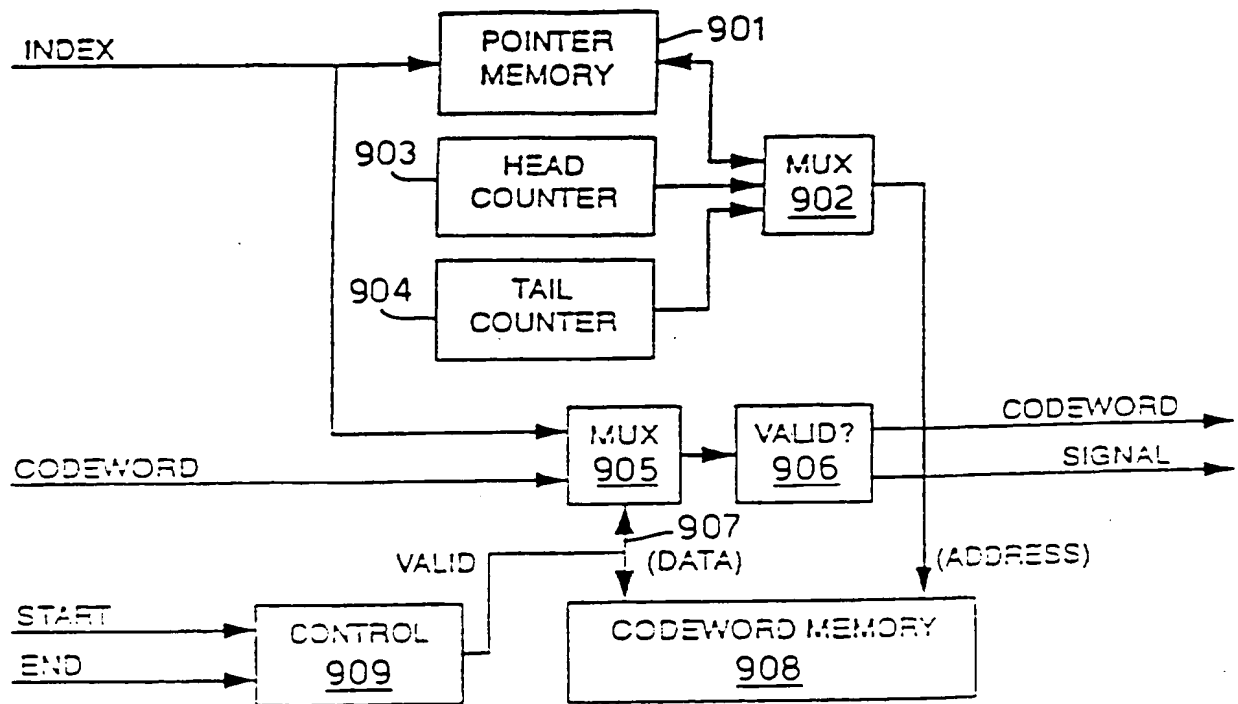 INDEX
POINTER
MEMORY
901
903
HEAD
COUNTER
MUX
902
904
TAIL
COUNTER
CODEWORD
MUX
905
VALID?
906
CODEWORD
SIGNAL
907
VALID
(DATA)
(ADDRESS)
START
END
CONTROL
909
CODEWORD MEMORY
908